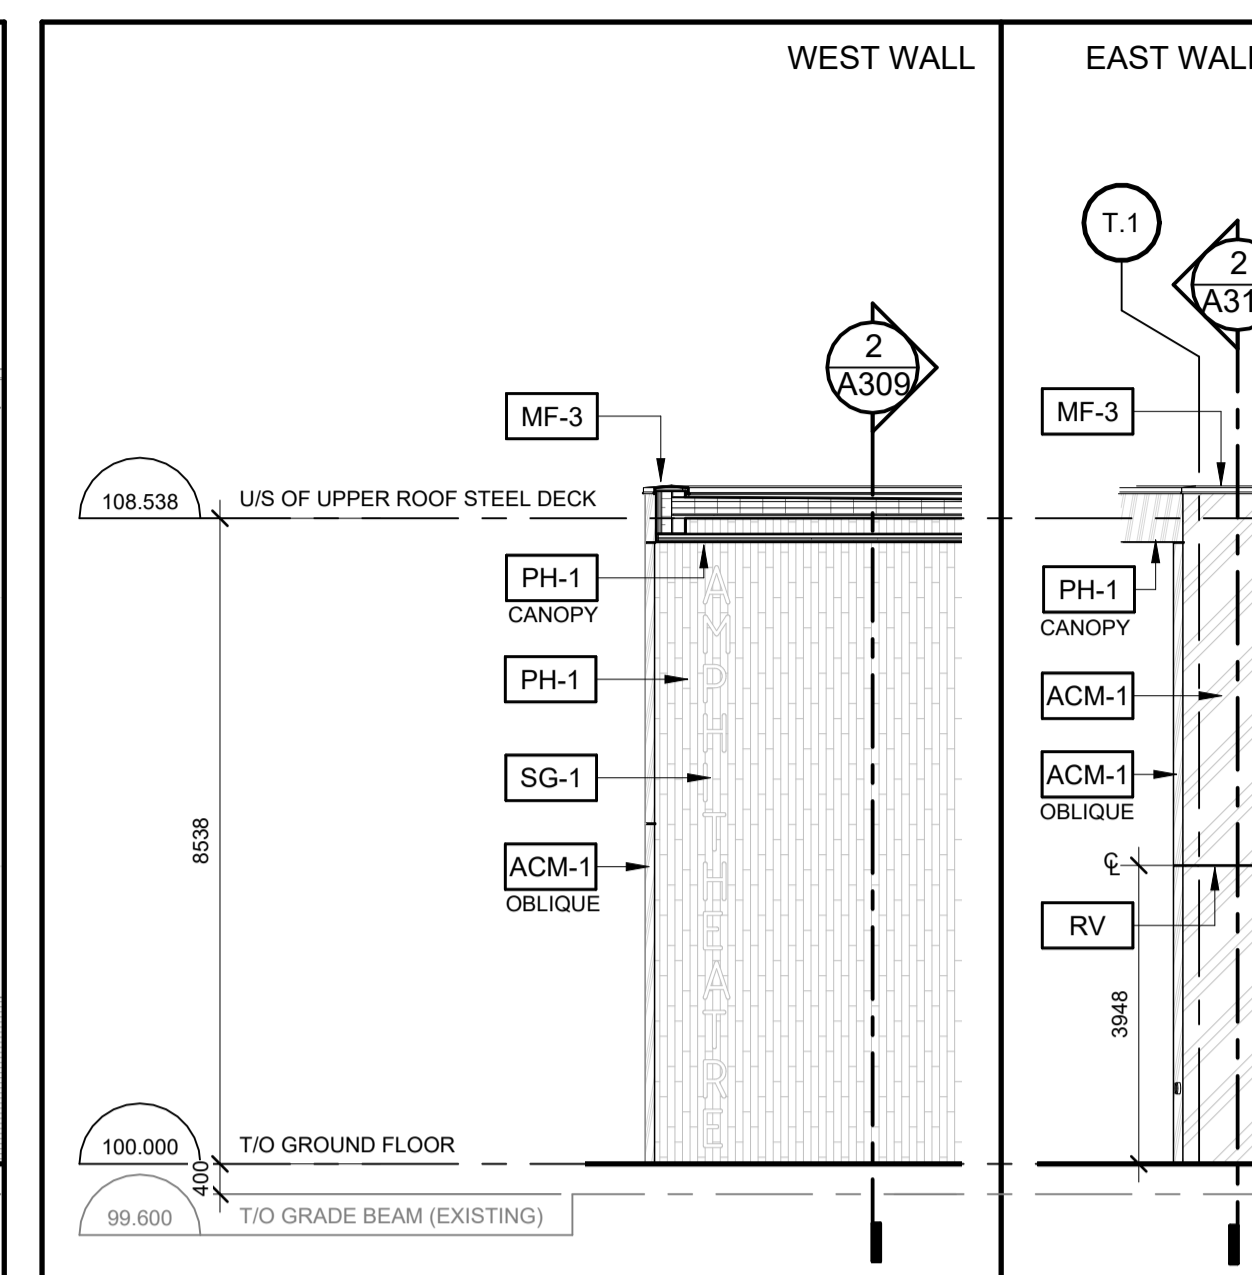 WEST WALL
EAST WALL
T.1
2
A31
2
A309
MF-3
MF-3
108.538
U/S OF UPPER ROOF STEEL DECK
PH-1
CANOPY
PH-1
CANOPY
PH-1
ACM-1
SG-1
ACM-1
OBLIQUE
8538
ACM-1
OBLIQUE
℄
RV
3948
AMPHITHEATRE
100.000
T/O GROUND FLOOR
400
99.600
T/O GRADE BEAM (EXISTING)